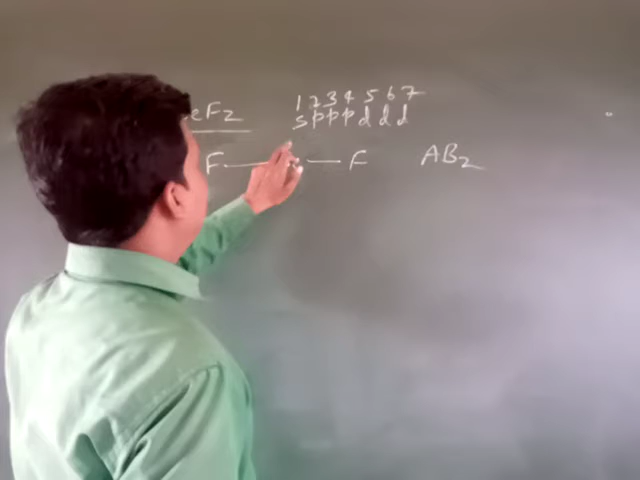 eF2
1 2 3 4 5 6 7
s p p p d d d
F — — F AB2